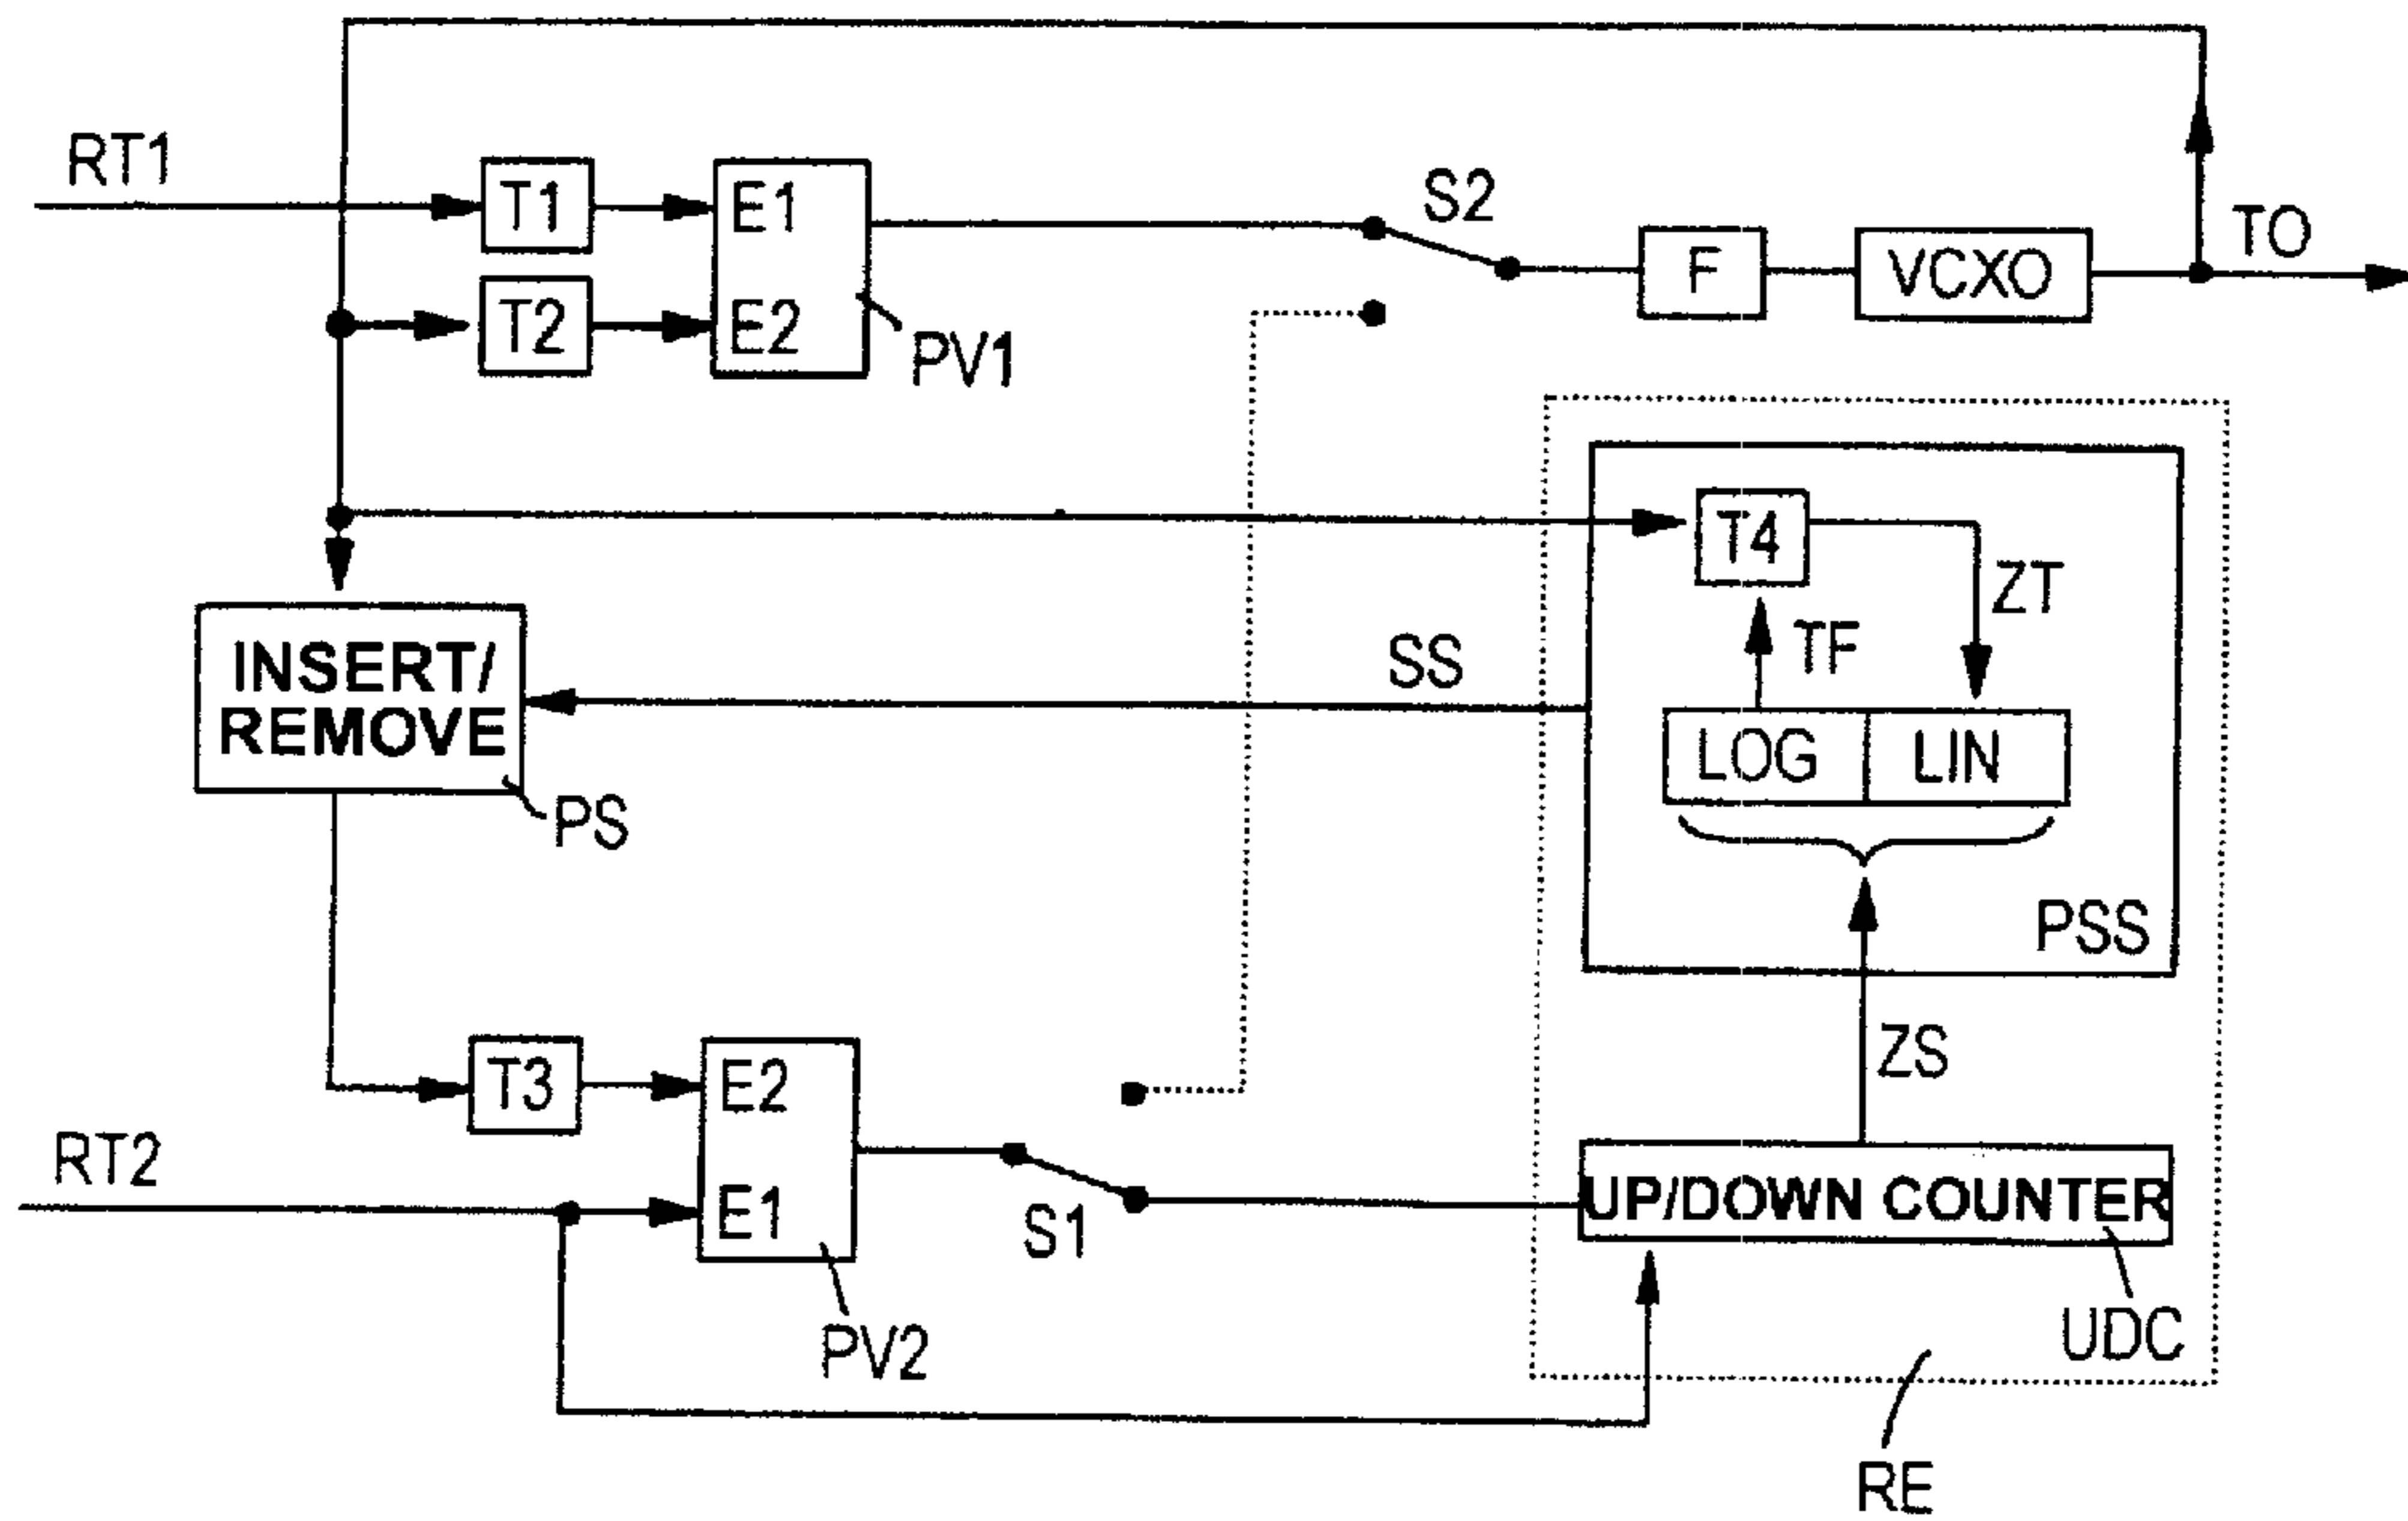 RT1
T1
E1
S2
TO
T2
E2
PV1
F
VCXO
T4
ZT
TF
INSERT/
REMOVE
SS
LOG
LIN
PS
PSS
ZS
T3
E2
RT2
E1
S1
UP/DOWN COUNTER
PV2
UDC
RE